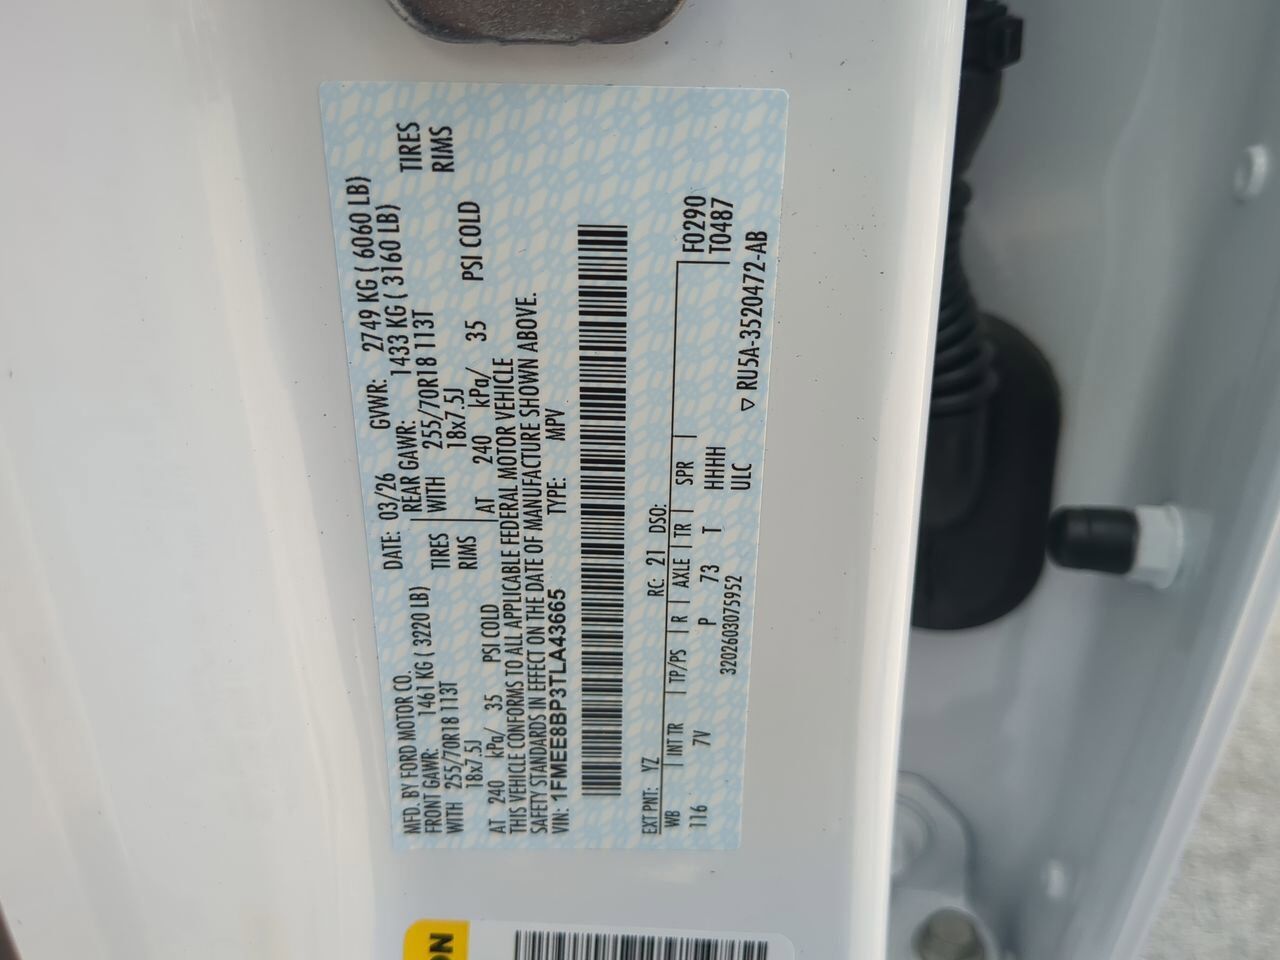 MFD. BY FORD MOTOR CO.
DATE: 03/26 GVWR: 2749 KG ( 6060 LB)
FRONT GAWR: 1461 KG ( 3220 LB)
REAR GAWR: 1433 KG ( 3160 LB)
WITH 255/70R18 113T TIRES
WITH 255/70R18 113T TIRES
18x7.5J RIMS
18x7.5J RIMS
AT 240 kPa/ 35 PSI COLD
AT 240 kPa/ 35 PSI COLD
THIS VEHICLE CONFORMS TO ALL APPLICABLE FEDERAL MOTOR VEHICLE
SAFETY STANDARDS IN EFFECT ON THE DATE OF MANUFACTURE SHOWN ABOVE.
VIN: 1FMEE8BP3TLA43665 TYPE: MPV
EXT PNT: YZ RC: 21 DSO:
WB INT TR TP/PS R AXLE TR SPR F0290
116 7V P 73 T HHHH T0487
3202603075952 ULC
▽ RU5A-3520472-AB
ON